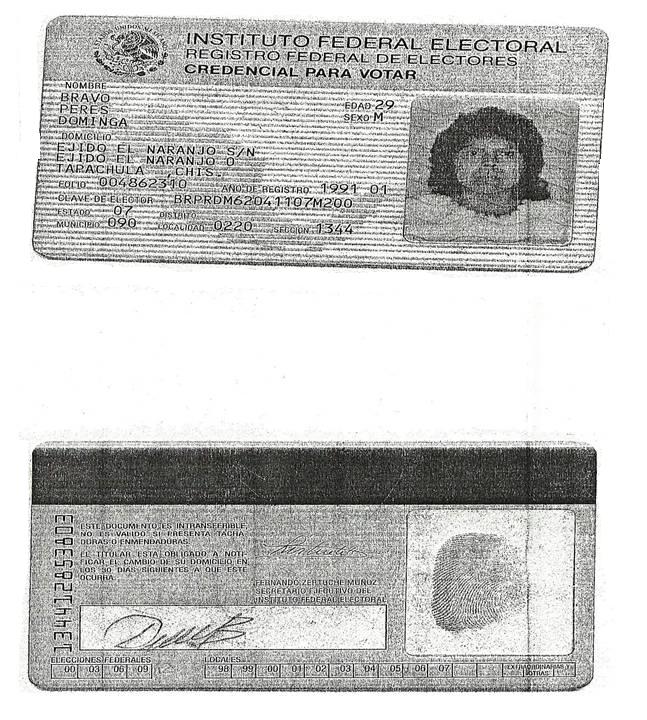 INSTITUTO FEDERAL ELECTORAL
REGISTRO FEDERAL DE ELECTORES
CREDENCIAL PARA VOTAR
NOMBRE
BRAVO
PERES
DOMINGA
EDAD 29
SEXO M
DOMICILIO
EJIDO EL NARANJO S/N
EJIDO EL NARANJO 0
TAPACHULA ,CHIS.
FOLIO 004862310 AÑO DE REGISTRO 1991 01
CLAVE DE ELECTOR BRPRDM62041107M200
ESTADO 07 DISTRITO
MUNICIPIO 090 LOCALIDAD 0220 SECCION 1344
ESTE DOCUMENTO ES INTRANSFERIBLE,
NO ES VALIDO SI PRESENTA TACHA-
DURAS O ENMENDADURAS.
EL TITULAR ESTA OBLIGADO A NOTI-
FICAR EL CAMBIO DE SU DOMICILIO EN
LOS 30 DIAS SIGUIENTES A QUE ESTE
OCURRA.
FERNANDO ZERTUCHE MUÑOZ
SECRETARIO EJECUTIVO DEL
INSTITUTO FEDERAL ELECTORAL
ELECCIONES FEDERALES
00 03 06 09
LOCALES
98 99 00 01 02 03 04 05 06 07
EXTRAORDINARIAS Y OTRAS